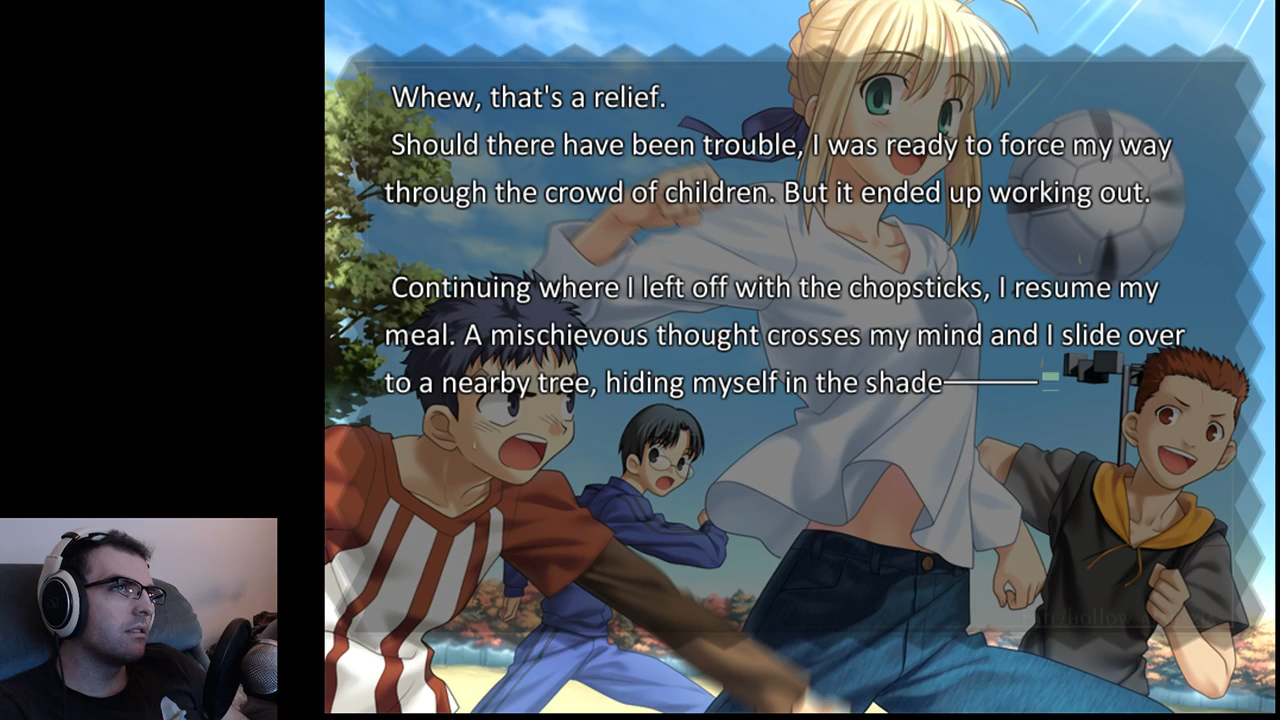 Whew, that's a relief.
Should there have been trouble, I was ready to force my way
through the crowd of children. But it ended up working out.
Continuing where I left off with the chopsticks, I resume my
meal. A mischievous thought crosses my mind and I slide over
to a nearby tree, hiding myself in the shade———